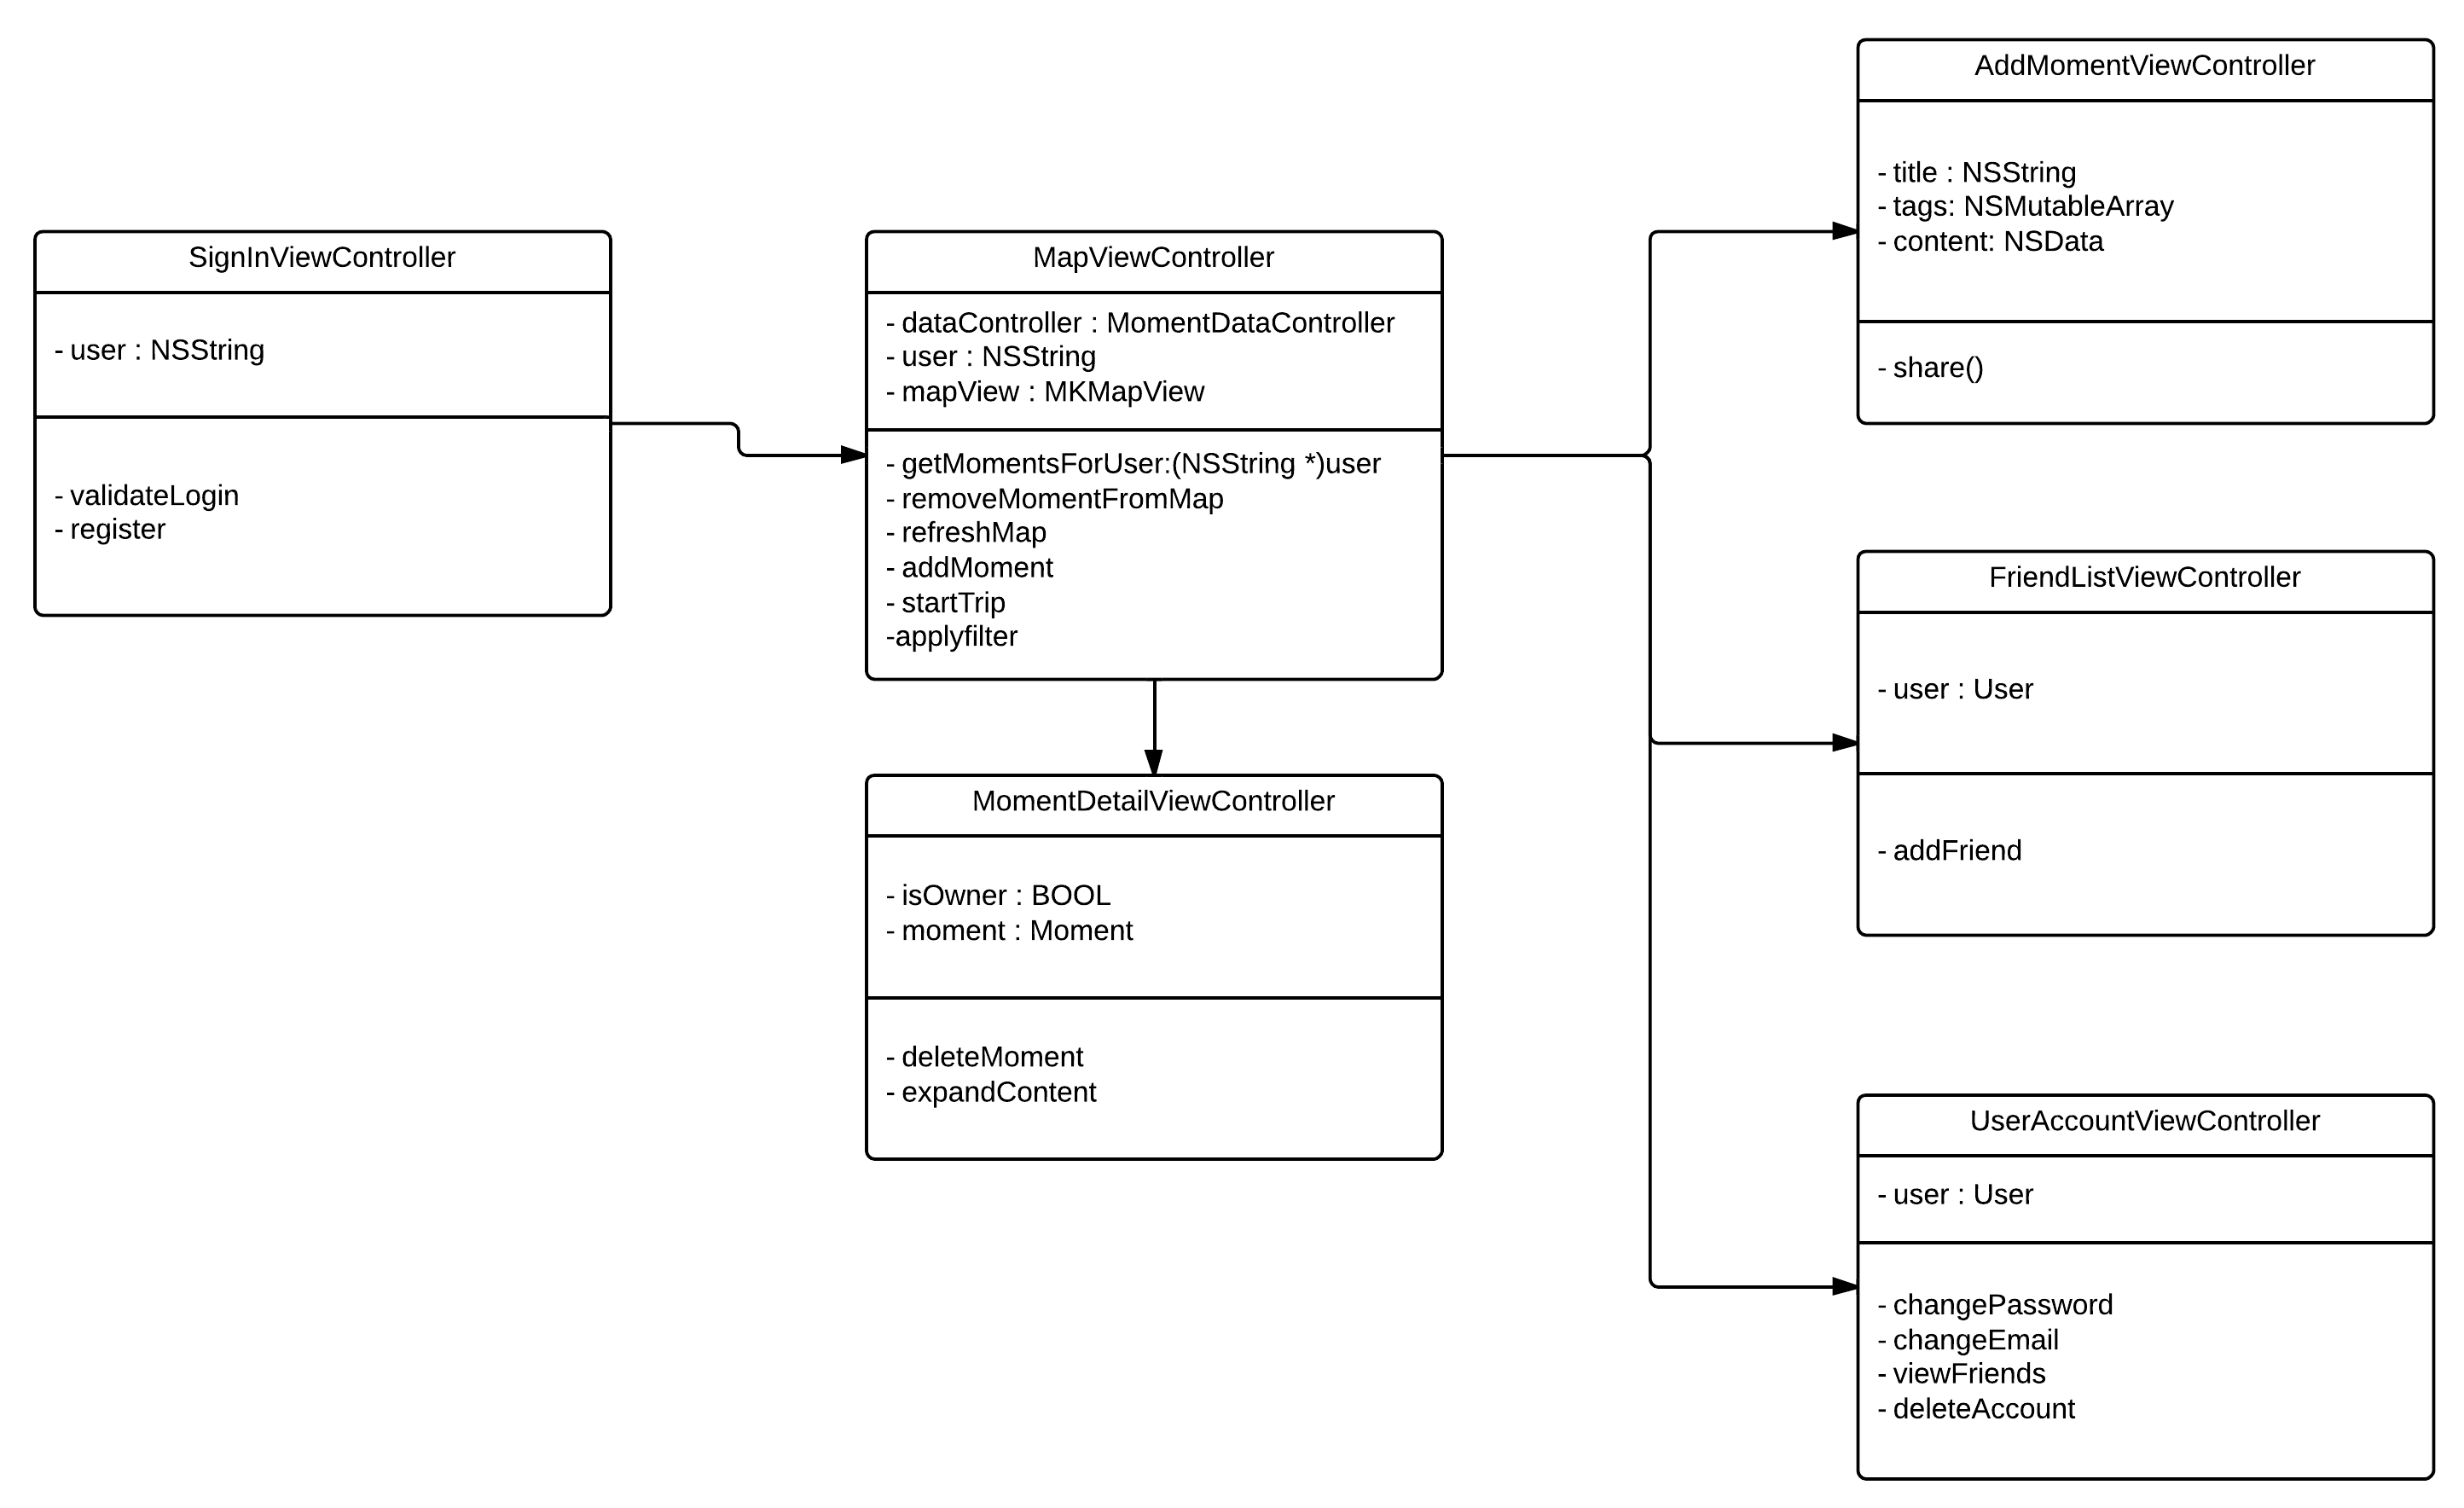 SignInViewController
- user : NSString
- validateLogin
- register
MapViewController
- dataController : MomentDataController
- user : NSString
- mapView : MKMapView
- getMomentsForUser:(NSString *)user
- removeMomentFromMap
- refreshMap
- addMoment
- startTrip
-applyfilter
MomentDetailViewController
- isOwner : BOOL
- moment : Moment
- deleteMoment
- expandContent
AddMomentViewController
- title : NSString
- tags: NSMutableArray
- content: NSData
- share()
FriendListViewController
- user : User
- addFriend
UserAccountViewController
- user : User
- changePassword
- changeEmail
- viewFriends
- deleteAccount